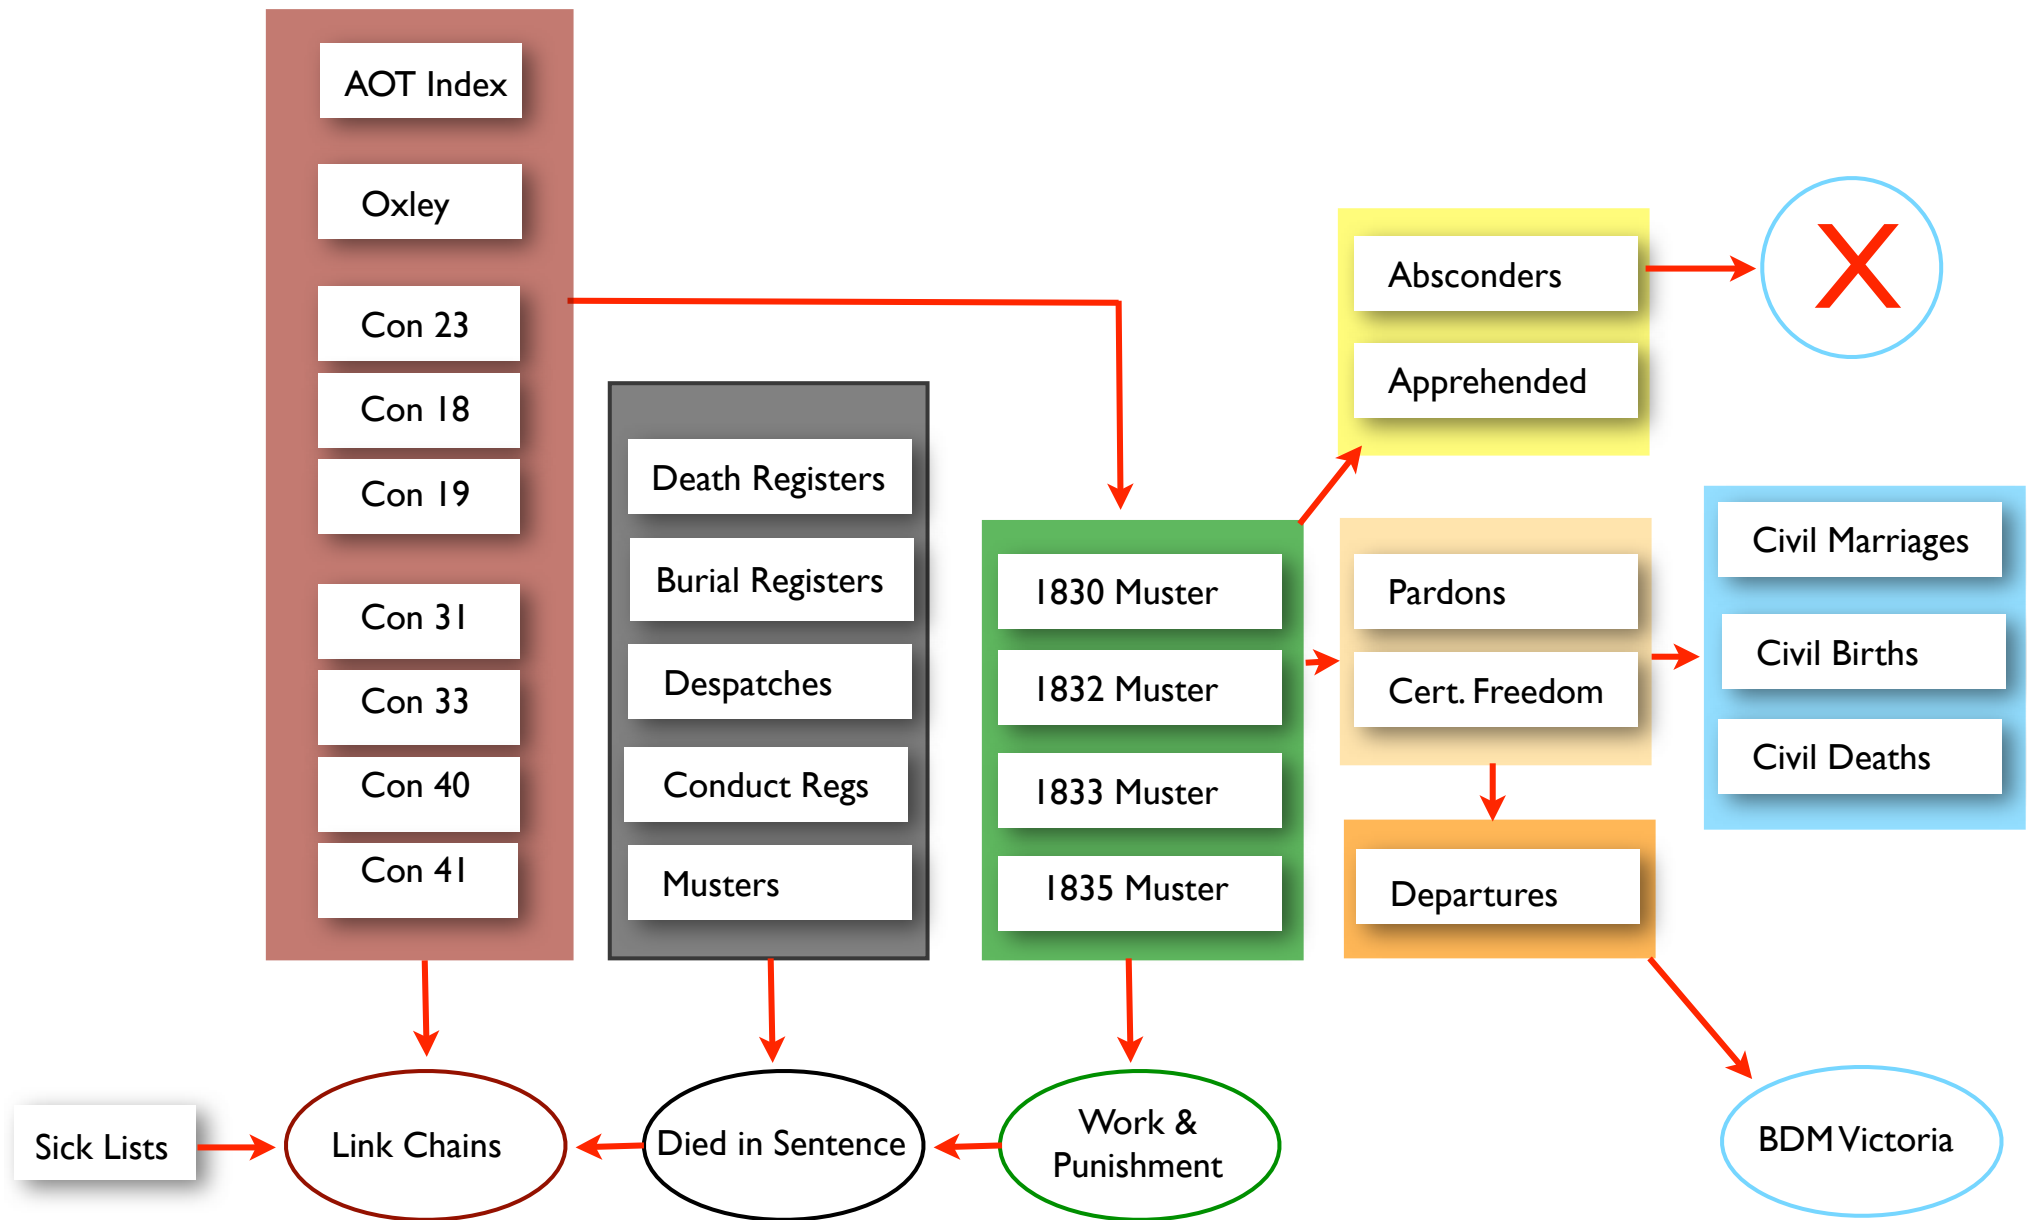 AOT Index
Oxley
Con 23
Con 18
Con 19
Con 31
Con 33
Con 40
Con 41
Death Registers
Burial Registers
Despatches
Conduct Regs
Musters
1830 Muster
1832 Muster
1833 Muster
1835 Muster
Absconders
Apprehended
X
Pardons
Cert. Freedom
Departures
Civil Marriages
Civil Births
Civil Deaths
Sick Lists
Link Chains
Died in Sentence
Work &
Punishment
BDM Victoria